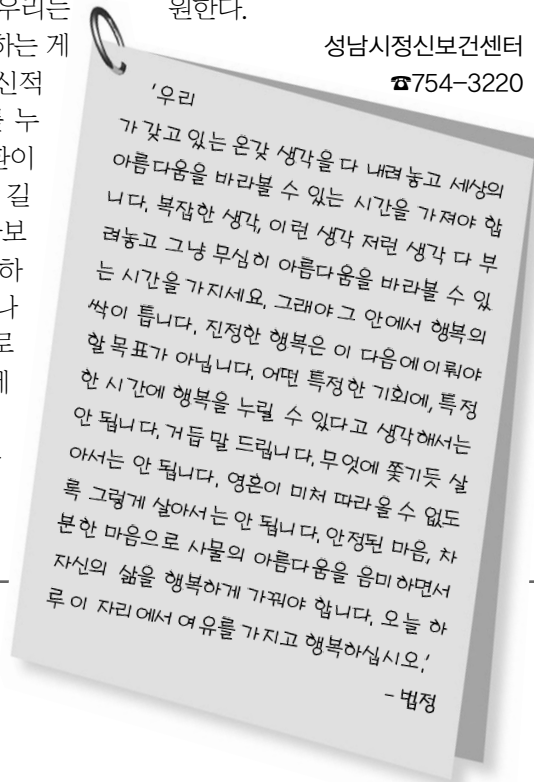 우리는
하는 게
신적
누
환이
길
보
하
나
로
게
원한다.
성남시정신보건센터
☎754-3220
'우리
가 갖고 있는 온갖 생각을 다 내려 놓고 세상의
아름다움을 바라볼 수 있는 시간을 가져야 합
니다. 복잡한 생각, 이런 생각 저런 생각 다 부
려놓고 그냥 무심히 아름다움을 바라볼 수 있
는 시간을 가지세요. 그래야 그 안에서 행복의
싹이 틉니다. 진정한 행복은 이 다음에 이뤄야
할 목표가 아닙니다. 어떤 특정한 기회에, 특정
한 시간에 행복을 누릴 수 있다고 생각해서는
안 됩니다. 거듭 말 드립니다. 무엇에 쫓기듯 살
아서는 안 됩니다. 영혼이 미처 따라올 수 없도
록 그렇게 살아서는 안 됩니다. 안정된 마음, 차
분한 마음으로 사물의 아름다움을 음미하면서
자신의 삶을 행복하게 가꿔야 합니다. 오늘 하
루 이 자리에서 여유를 가지고 행복하십시오.'
- 법정